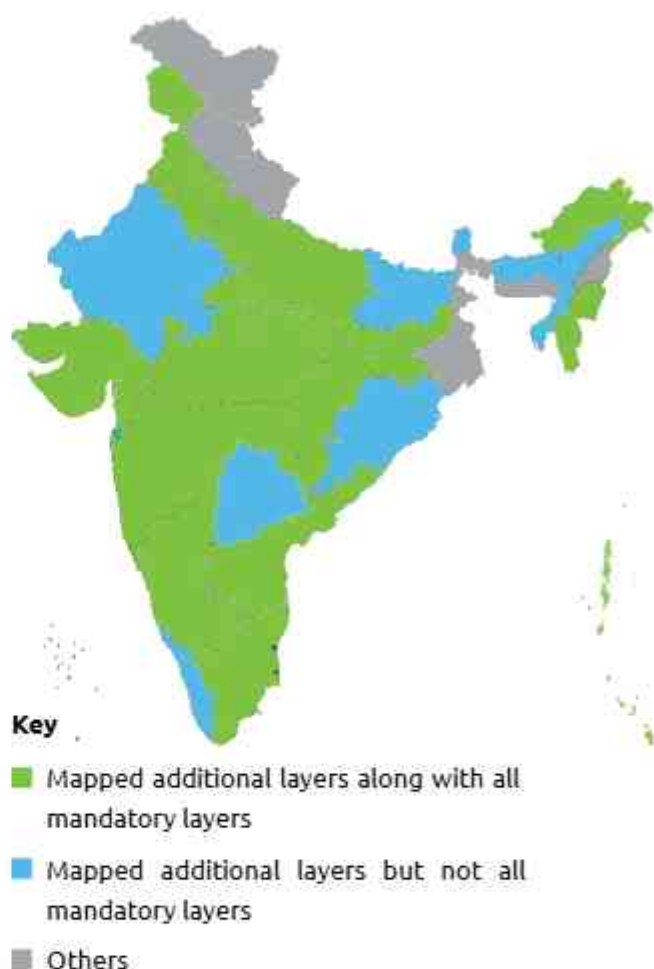 Key
Mapped additional layers along with all
mandatory layers
Mapped additional layers but not all
mandatory layers
Others